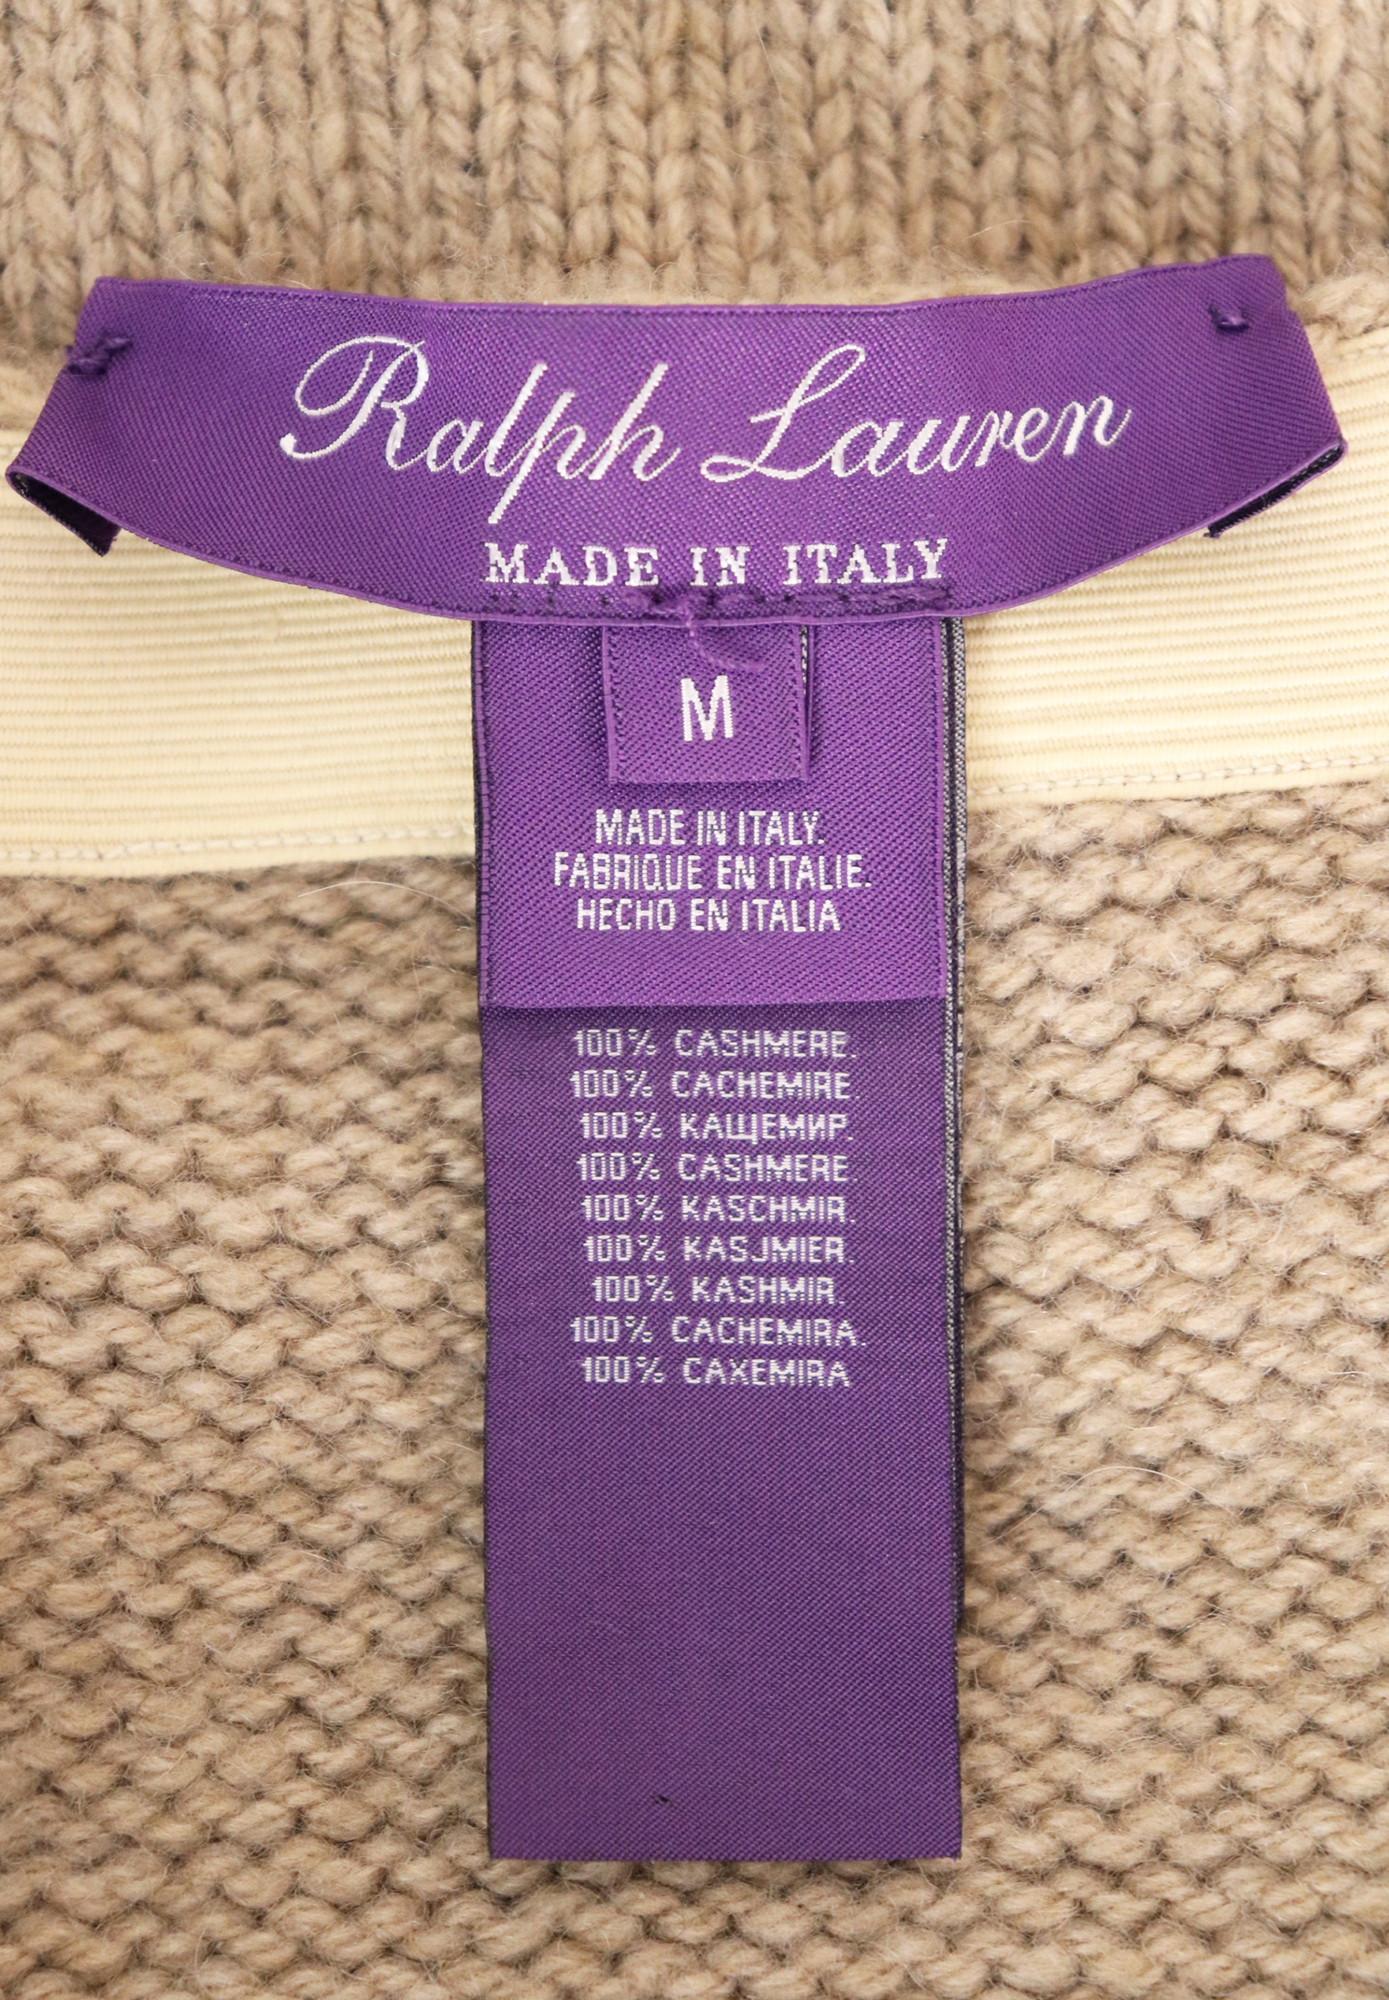 Ralph Lauren
MADE IN ITALY
M
MADE IN ITALY.
FABRIQUE EN ITALIE.
HECHO EN ITALIA
100% CASHMERE.
100% CACHEMIRE.
100% КАЩЕМИР.
100% CASHMERE.
100% KASCHMIR.
100% KASJMIER.
100% KASHMIR.
100% CACHEMIRA.
100% CAXEMIRA